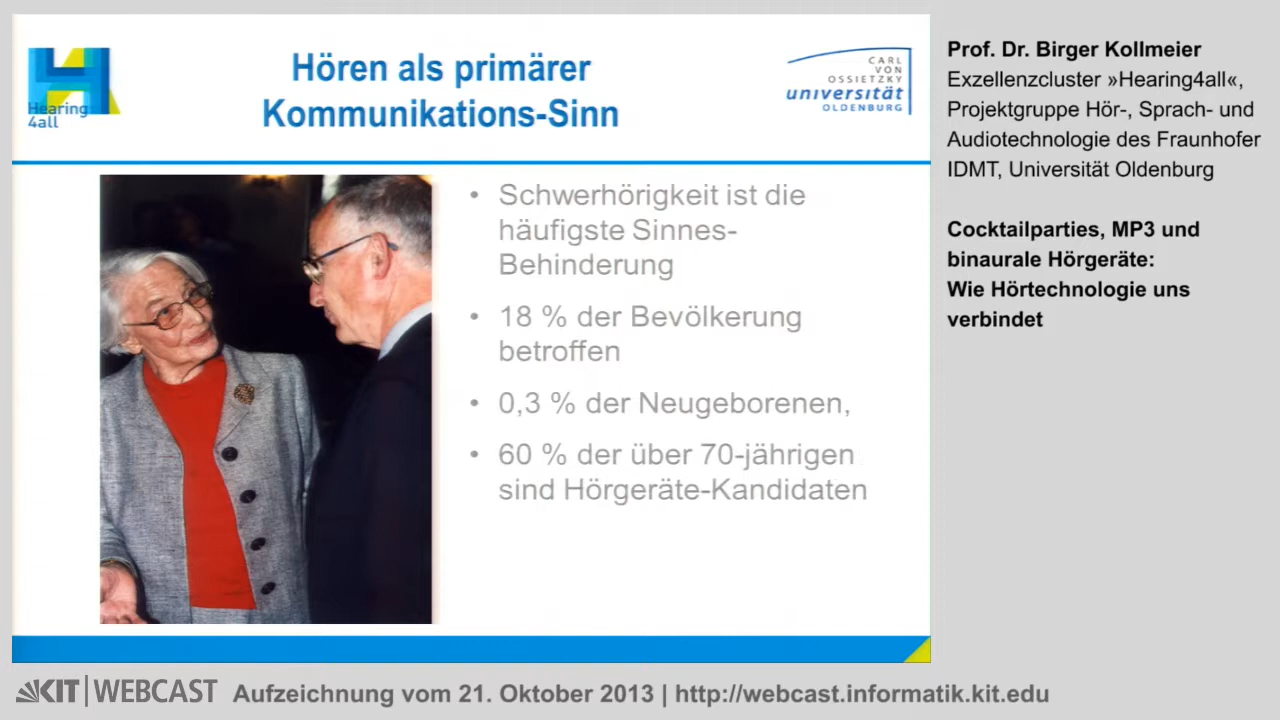 Hearing
4all
Hören als primärer
Kommunikations-Sinn
CARL
VON
OSSIETZKY
universität
OLDENBURG
• Schwerhörigkeit ist die
häufigste Sinnes-
Behinderung
• 18 % der Bevölkerung
betroffen
• 0,3 % der Neugeborenen,
• 60 % der über 70-jährigen
sind Hörgeräte-Kandidaten
Prof. Dr. Birger Kollmeier
Exzellenzcluster »Hearing4all«,
Projektgruppe Hör-, Sprach- und
Audiotechnologie des Fraunhofer
IDMT, Universität Oldenburg
Cocktailparties, MP3 und
binaurale Hörgeräte:
Wie Hörtechnologie uns
verbindet
KIT | WEBCAST Aufzeichnung vom 21. Oktober 2013 | http://webcast.informatik.kit.edu